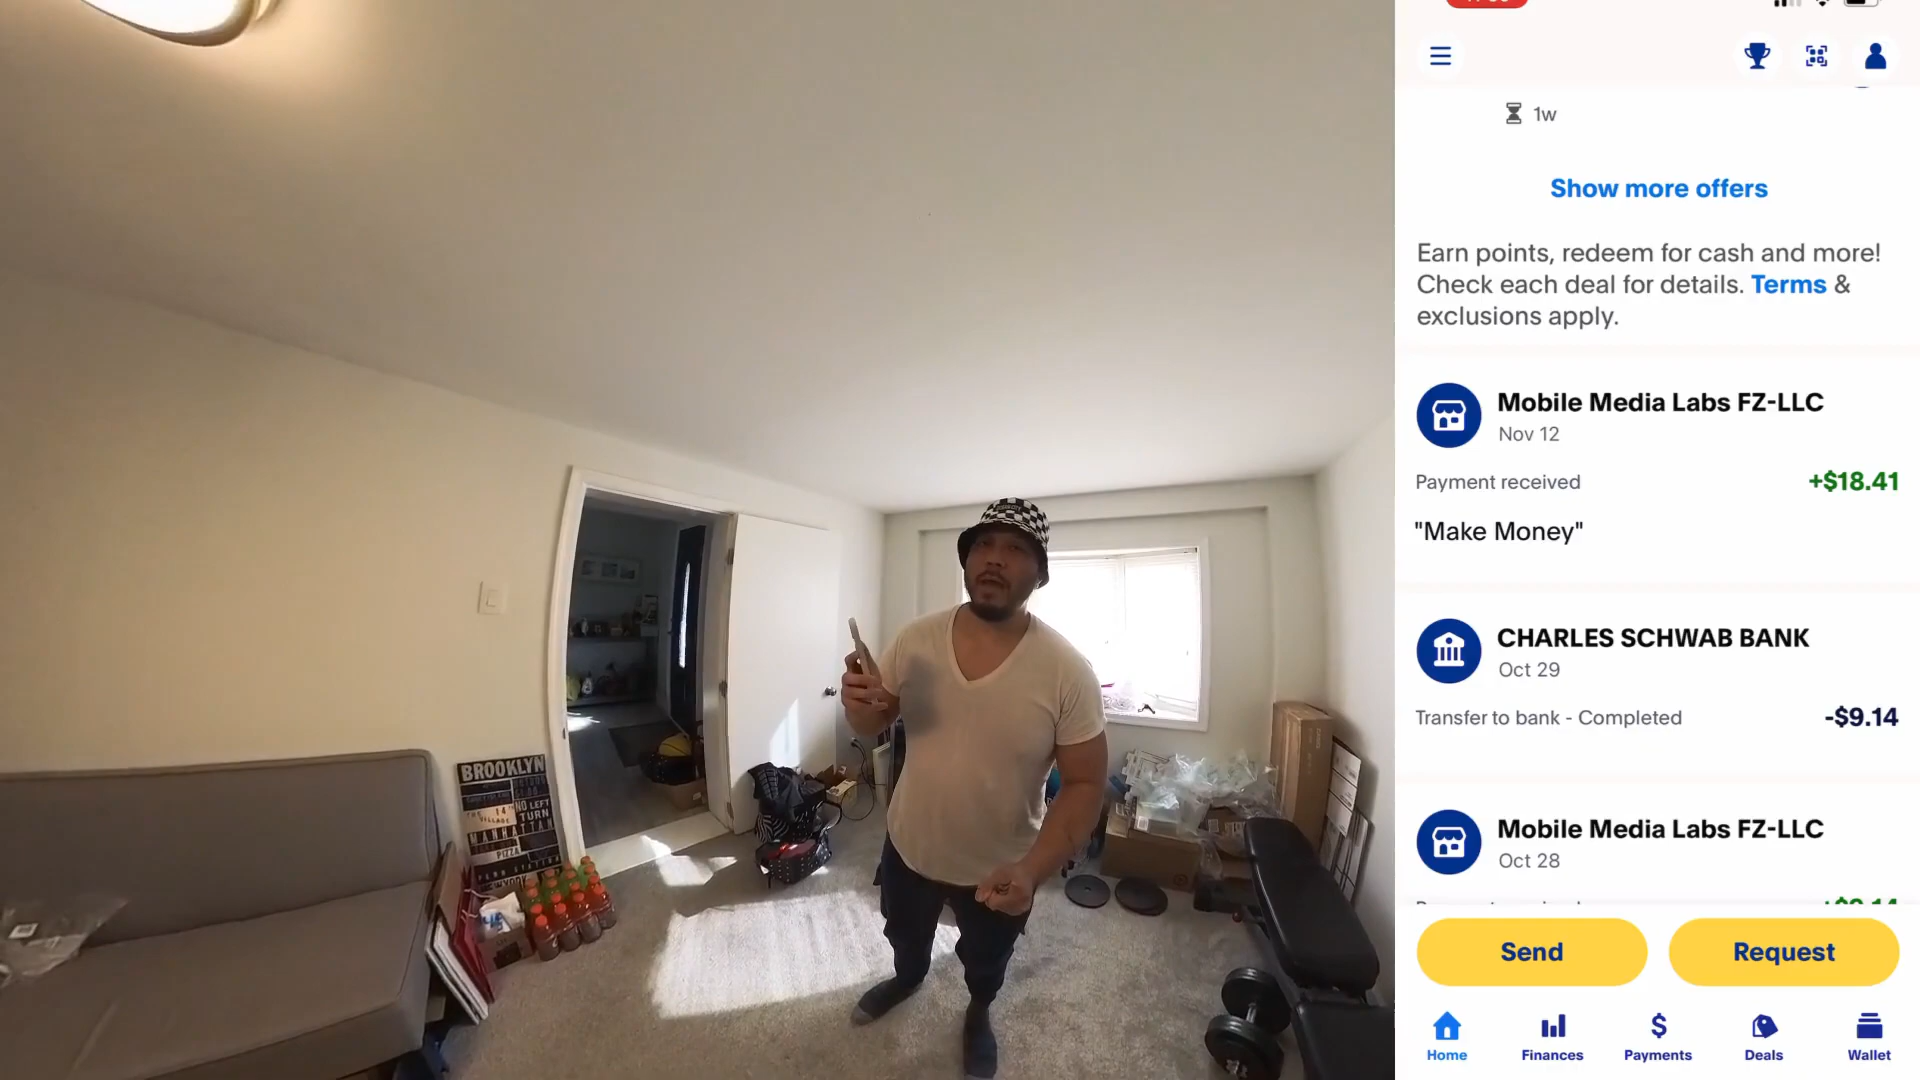 1w
Show more offers
Earn points, redeem for cash and more!
Check each deal for details. Terms &
exclusions apply.
Mobile Media Labs FZ-LLC
Nov 12
Payment received
+$18.41
"Make Money"
CHARLES SCHWAB BANK
Oct 29
Transfer to bank - Completed
-$9.14
Mobile Media Labs FZ-LLC
Oct 28
Send
Request
Home
Finances
Payments
Deals
Wallet
BROOKLYN
NO LEFT
TURN
VILLAGE
MANHATTAN
PIZZA